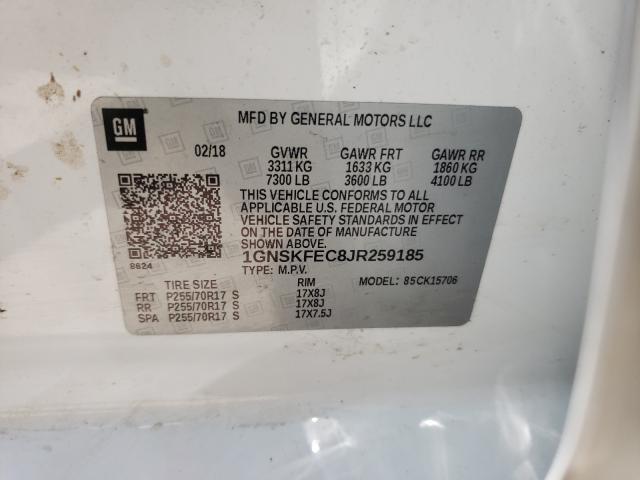 GM
MFD BY GENERAL MOTORS LLC
02/18 GVWR GAWR FRT GAWR RR
3311 KG 1633 KG 1860 KG
7300 LB 3600 LB 4100 LB
THIS VEHICLE CONFORMS TO ALL
APPLICABLE U.S. FEDERAL MOTOR
VEHICLE SAFETY STANDARDS IN EFFECT
ON THE DATE OF MANUFACTURE
1GNSKFEC8JR259185
8624
TYPE: M.P.V. MODEL: 85CK15706
TIRE SIZE RIM
FRT P255/70R17 S 17X8J
RR P255/70R17 S 17X8J
SPA P255/70R17 S 17X7.5J